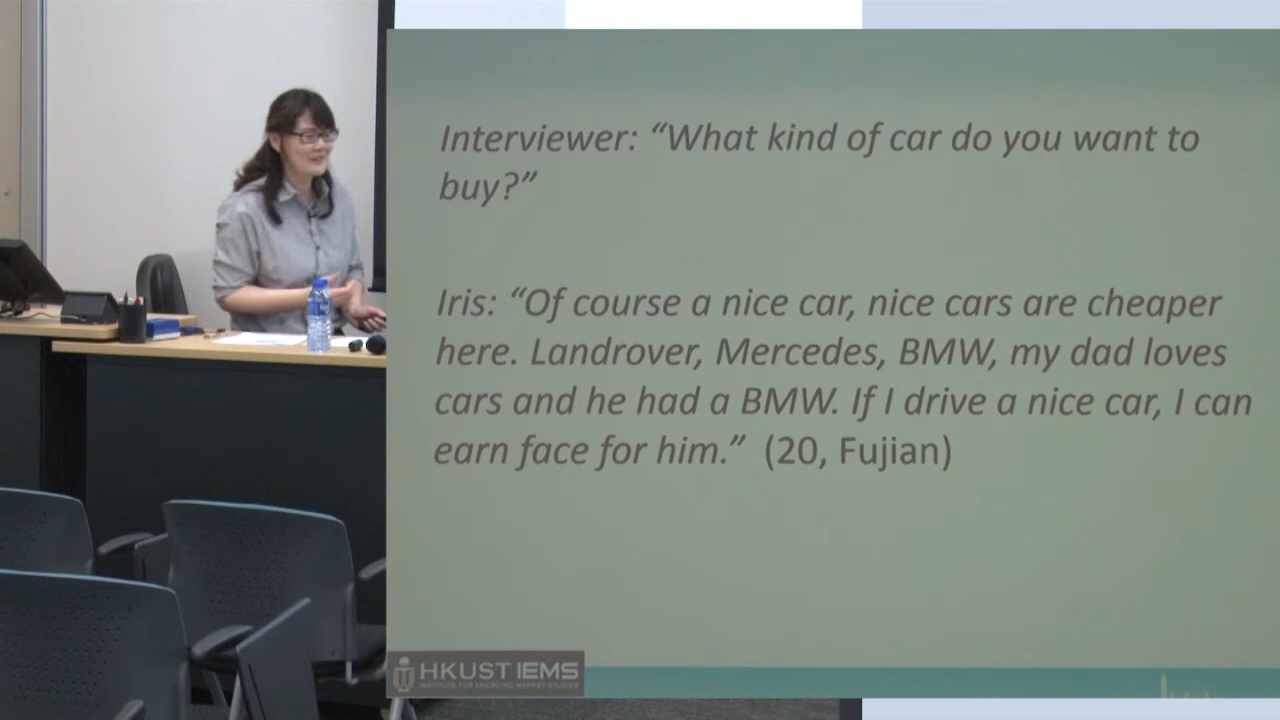 Interviewer: “What kind of car do you want to
buy?”
Iris: “Of course a nice car, nice cars are cheaper
here. Landrover, Mercedes, BMW, my dad loves
cars and he had a BMW. If I drive a nice car, I can
earn face for him.” (20, Fujian)
HKUST IEMS
INSTITUTE FOR EMERGING MARKET STUDIES